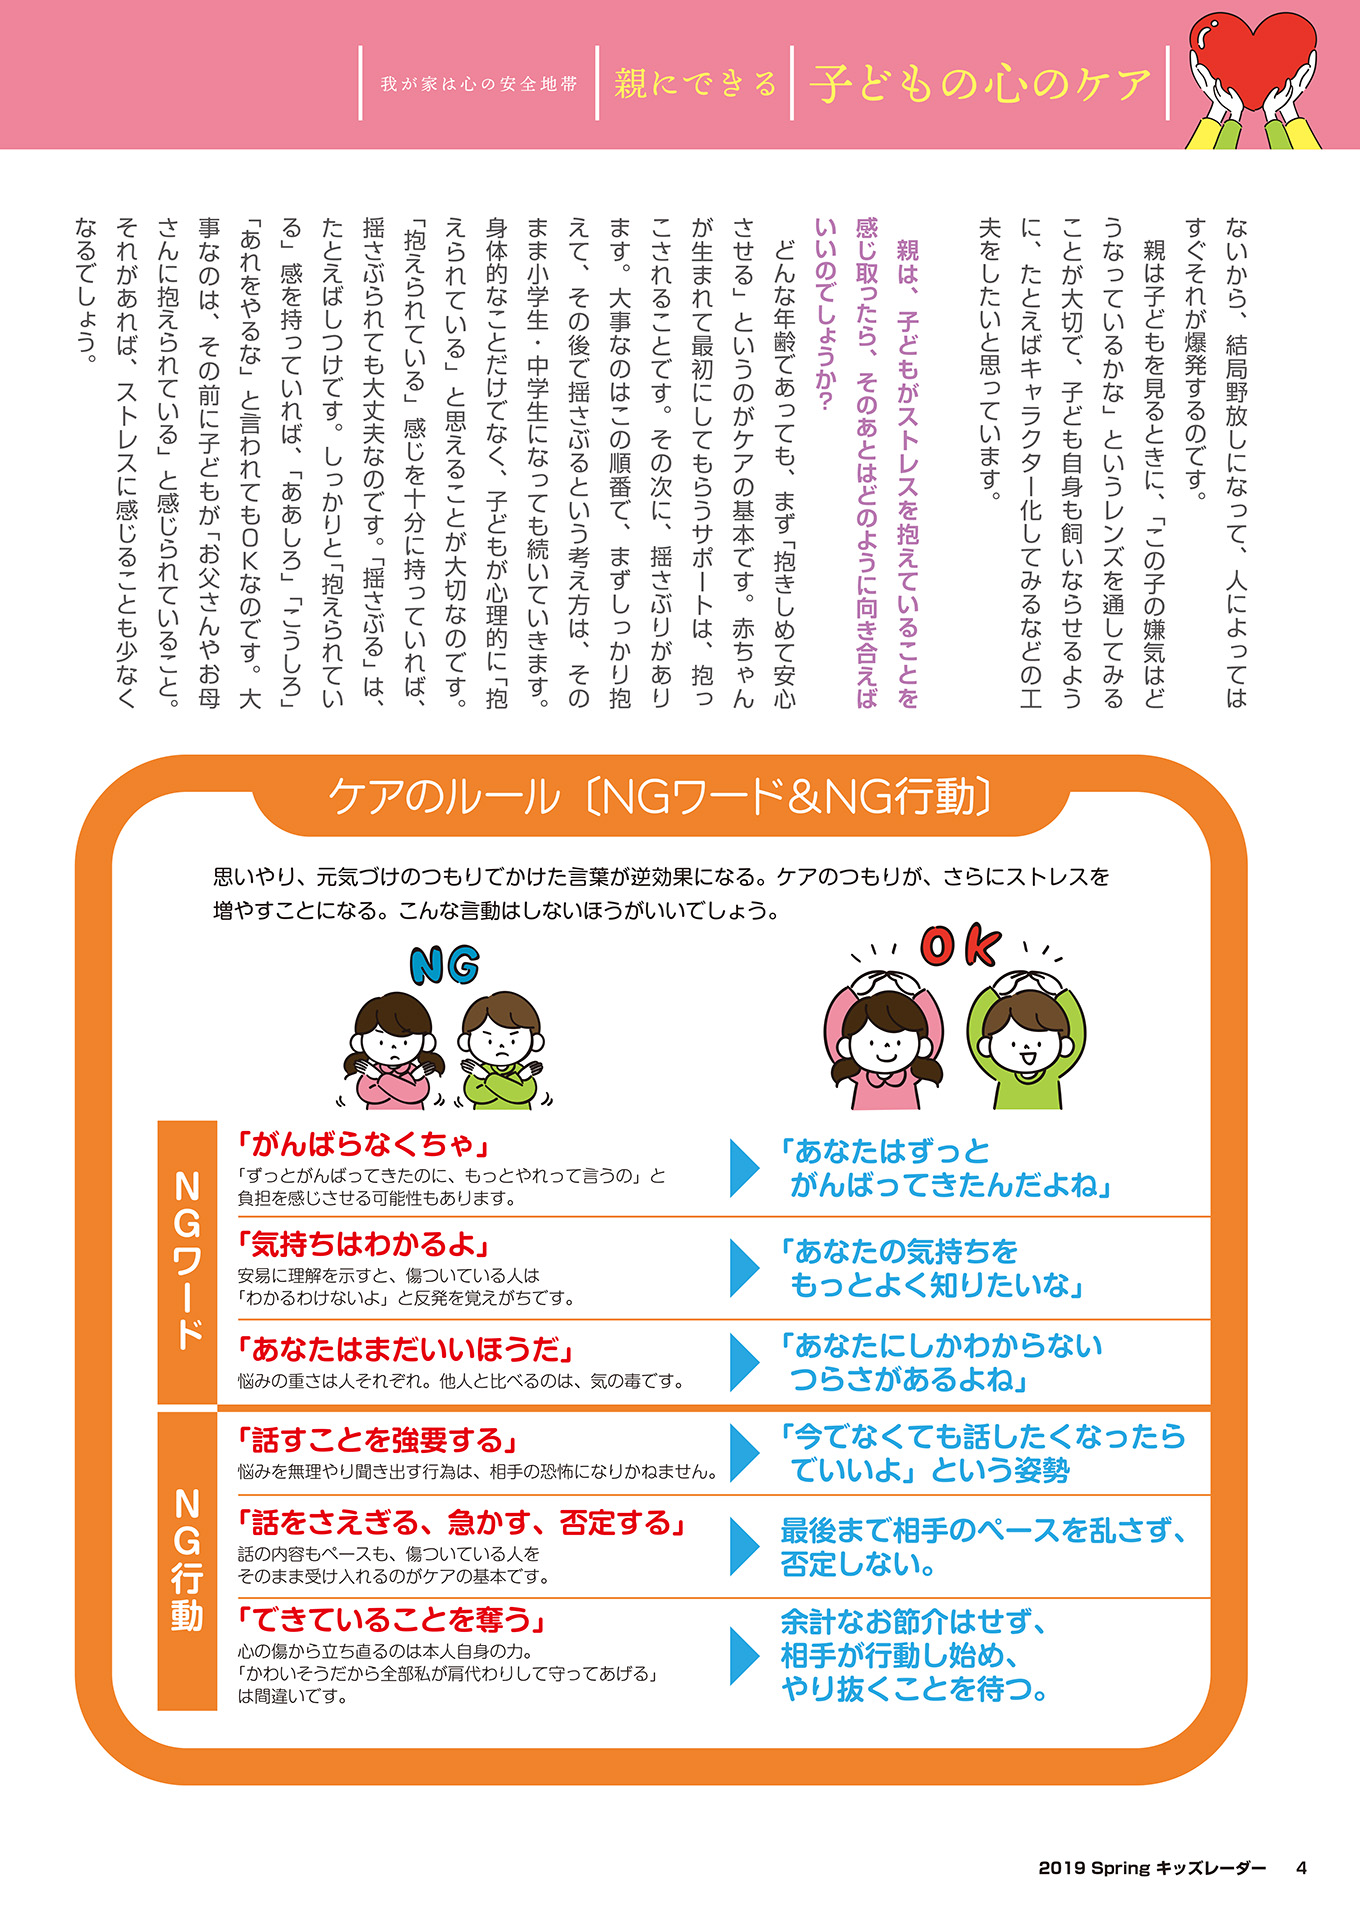 我が家は心の安全地帯
親にできる
子どもの心のケア
ないから、結局野放しになって、人によっては
すぐそれが爆発するのです。
親は子どもを見るときに、「この子の嫌気はど
うなっているかな」というレンズを通してみる
ことが大切で、子ども自身も飼いならせるよう
に、たとえばキャラクター化してみるなどの工
夫をしたいと思っています。
親は、子どもがストレスを抱えていることを
感じ取ったら、そのあとはどのように向き合えば
いいのでしょうか？
どんな年齢であっても、まず「抱きしめて安心
させる」というのがケアの基本です。赤ちゃん
が生まれて最初にしてもらうサポートは、抱っ
こされることです。その次に、揺さぶりがあり
ます。大事なのはこの順番で、まずしっかり抱
えて、その後で揺さぶるという考え方は、その
まま小学生・中学生になっても続いていきます。
身体的なことだけでなく、子どもが心理的に「抱
えられている」と思えることが大切なのです。
「抱えられている」感じを十分に持っていれば、
揺さぶられても大丈夫なのです。「揺さぶる」は、
たとえばしつけです。しっかりと「抱えられてい
る」感を持っていれば、「ああしろ」「こうしろ」
「あれをやるな」と言われてもOKなのです。大
事なのは、その前に子どもが「お父さんやお母
さんに抱えられている」と感じられていること。
それがあれば、ストレスに感じることも少なく
なるでしょう。
ケアのルール〔NGワード&NG行動〕
思いやり、元気づけのつもりでかけた言葉が逆効果になる。ケアのつもりが、さらにストレスを
増やすことになる。こんな言動はしないほうがいいでしょう。
NG
OK
NGワード
「がんばらなくちゃ」
「ずっとがんばってきたのに、もっとやれって言うの」と
負担を感じさせる可能性もあります。
「あなたはずっと
がんばってきたんだよね」
「気持ちはわかるよ」
安易に理解を示すと、傷ついている人は
「わかるわけないよ」と反発を覚えがちです。
「あなたの気持ちを
もっとよく知りたいな」
「あなたはまだいいほうだ」
悩みの重さは人それぞれ。他人と比べるのは、気の毒です。
「あなたにしかわからない
つらさがあるよね」
NG行動
「話すことを強要する」
悩みを無理やり聞き出す行為は、相手の恐怖になりかねません。
「今でなくても話したくなったら
でいいよ」という姿勢
「話をさえぎる、急かす、否定する」
話の内容もペースも、傷ついている人を
そのまま受け入れるのがケアの基本です。
最後まで相手のペースを乱さず、
否定しない。
「できていることを奪う」
心の傷から立ち直るのは本人自身の力。
「かわいそうだから全部私が肩代わりして守ってあげる」
は間違いです。
余計なお節介はせず、
相手が行動し始め、
やり抜くことを待つ。
2019 Spring キッズレーダー 4